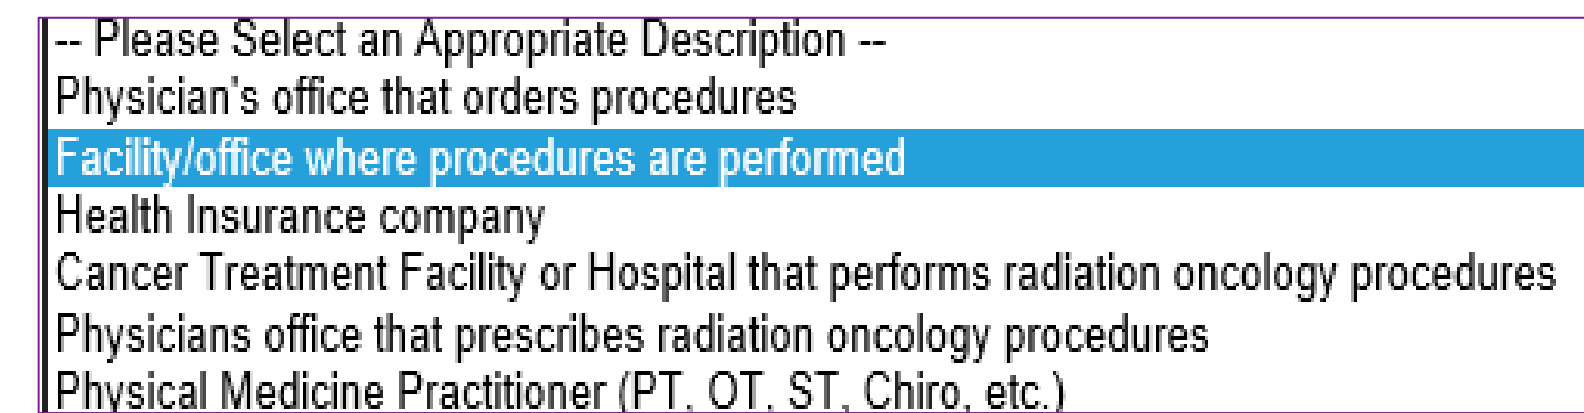 -- Please Select an Appropriate Description --
Physician's office that orders procedures
Facility/office where procedures are performed
Health Insurance company
Cancer Treatment Facility or Hospital that performs radiation oncology procedures
Physicians office that prescribes radiation oncology procedures
Physical Medicine Practitioner (PT, OT, ST, Chiro, etc.)